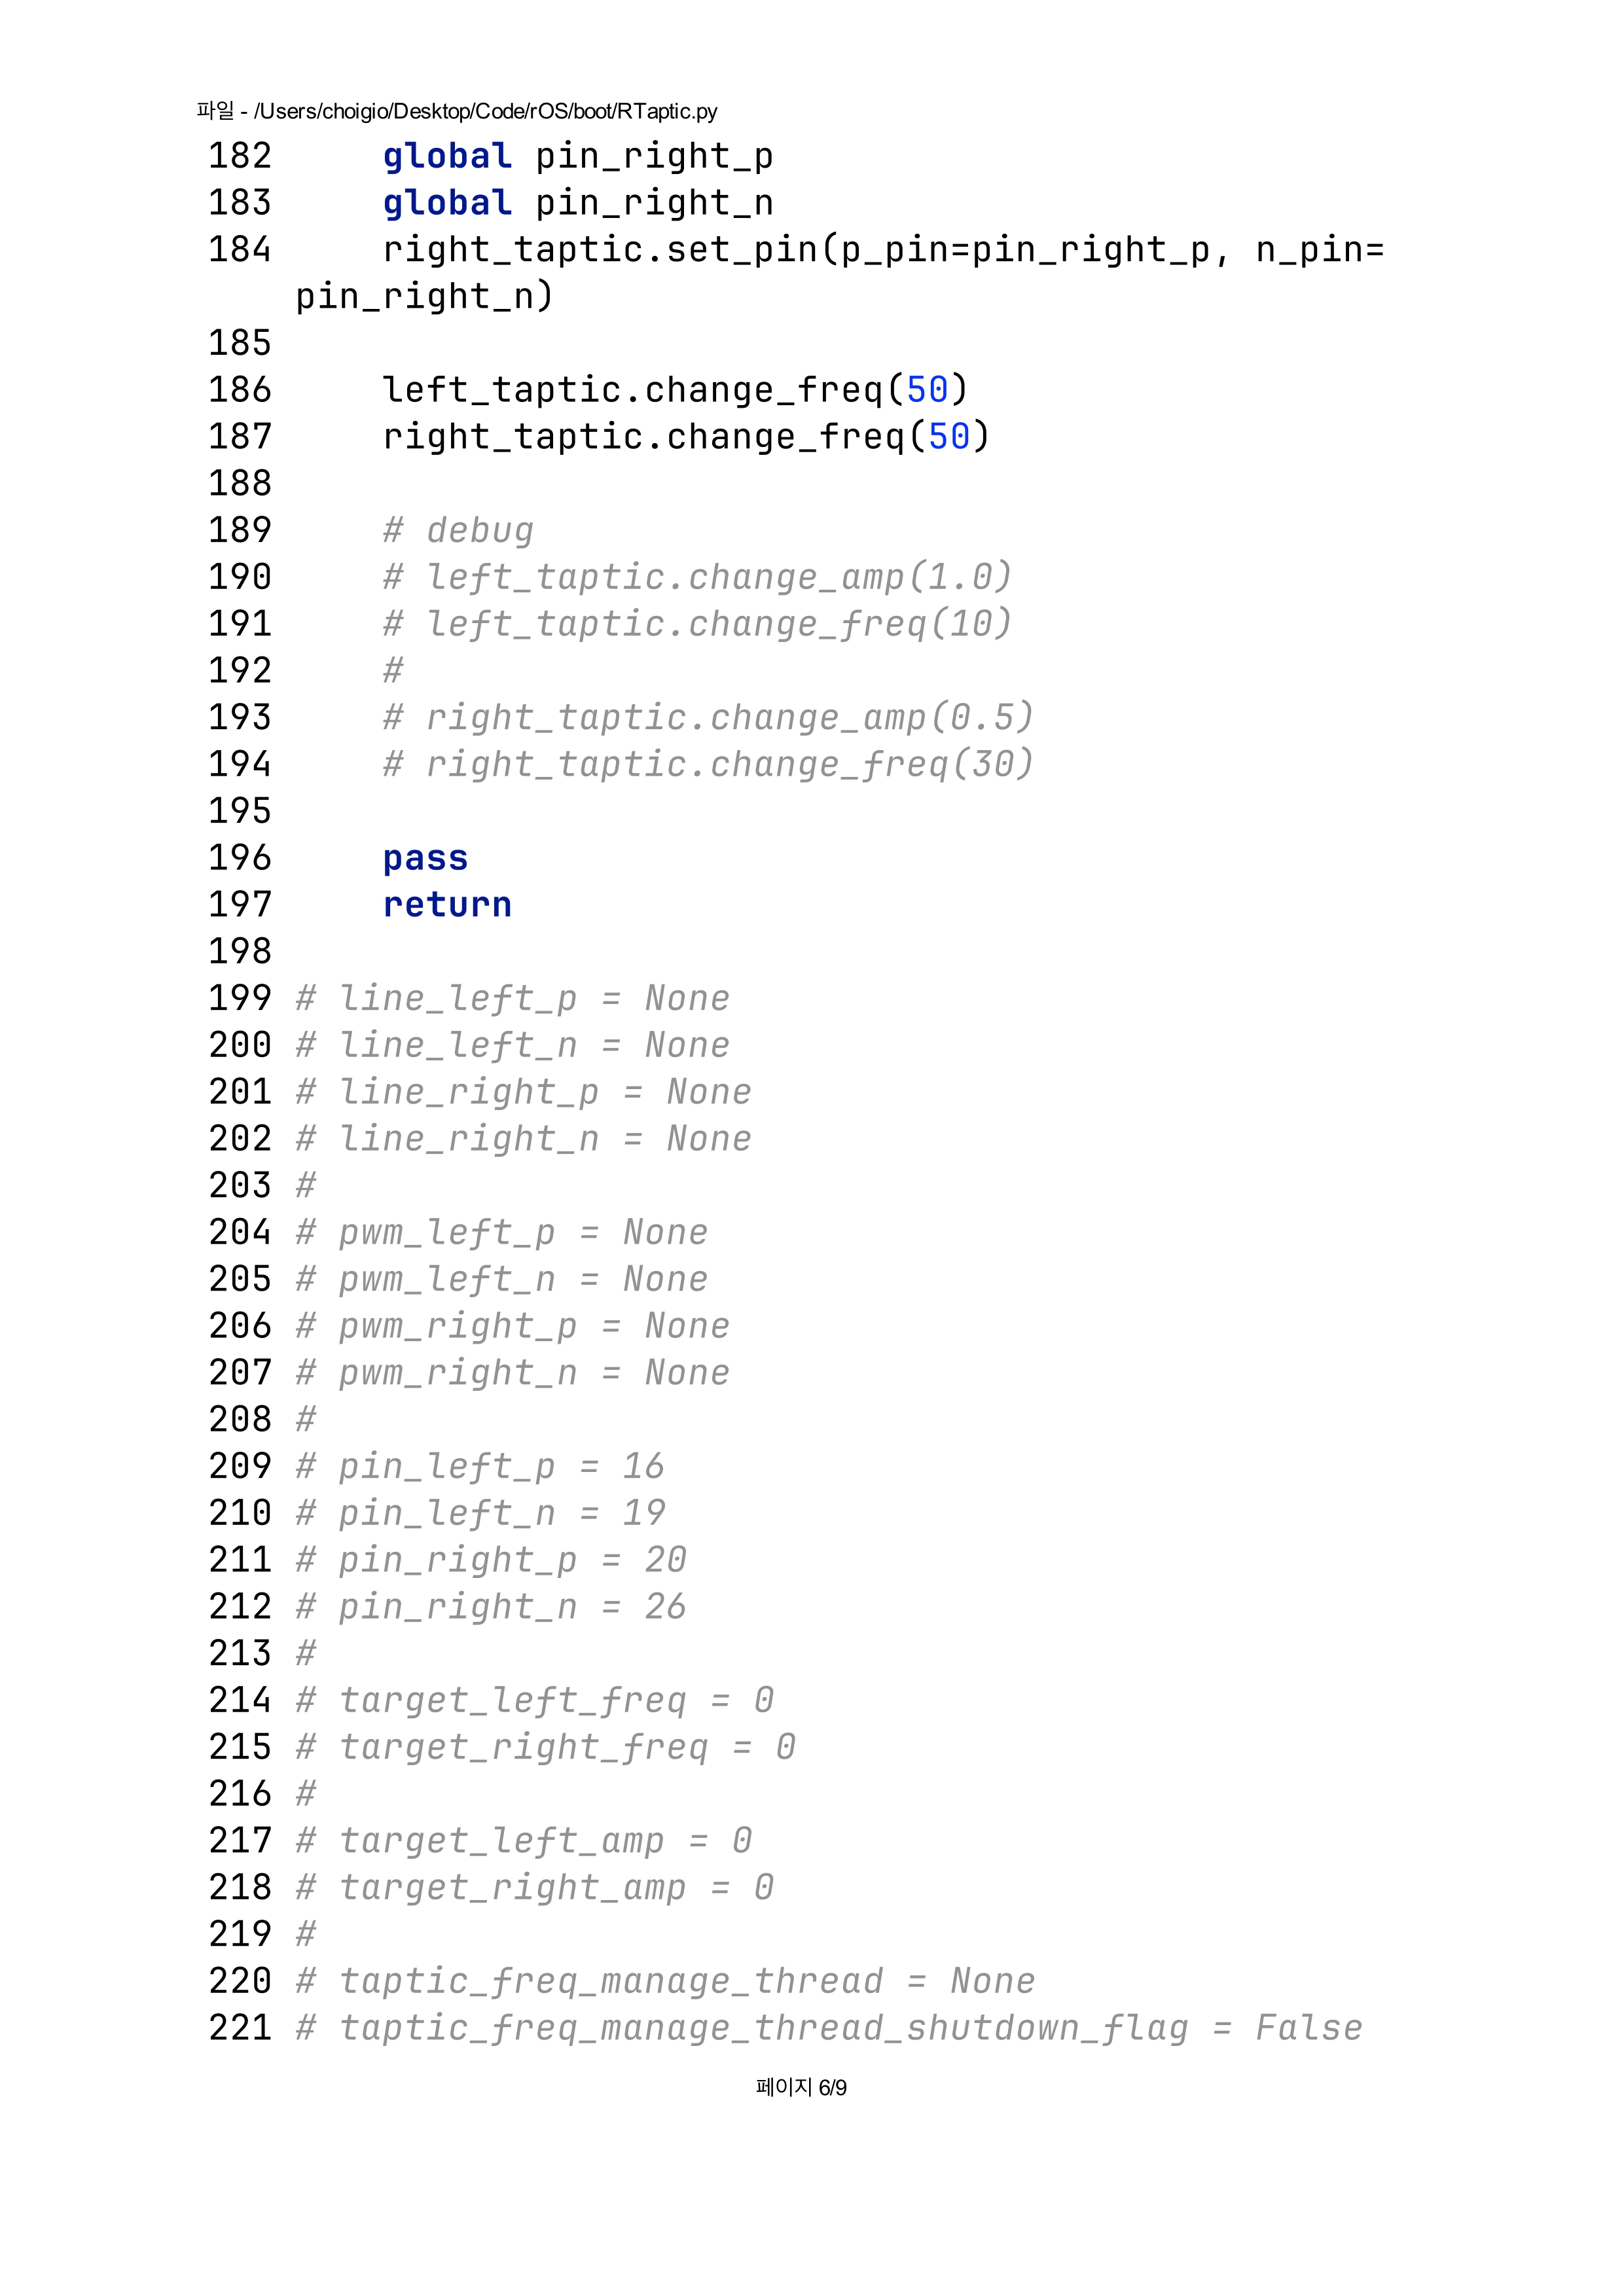 파일 - /Users/choigio/Desktop/Code/rOS/boot/RTaptic.py
182     global pin_right_p
183     global pin_right_n
184     right_taptic.set_pin(p_pin=pin_right_p, n_pin=
    pin_right_n)
185
186     left_taptic.change_freq(50)
187     right_taptic.change_freq(50)
188
189     # debug
190     # left_taptic.change_amp(1.0)
191     # left_taptic.change_freq(10)
192     #
193     # right_taptic.change_amp(0.5)
194     # right_taptic.change_freq(30)
195
196     pass
197     return
198
199 # line_left_p = None
200 # line_left_n = None
201 # line_right_p = None
202 # line_right_n = None
203 #
204 # pwm_left_p = None
205 # pwm_left_n = None
206 # pwm_right_p = None
207 # pwm_right_n = None
208 #
209 # pin_left_p = 16
210 # pin_left_n = 19
211 # pin_right_p = 20
212 # pin_right_n = 26
213 #
214 # target_left_freq = 0
215 # target_right_freq = 0
216 #
217 # target_left_amp = 0
218 # target_right_amp = 0
219 #
220 # taptic_freq_manage_thread = None
221 # taptic_freq_manage_thread_shutdown_flag = False
페이지 6/9